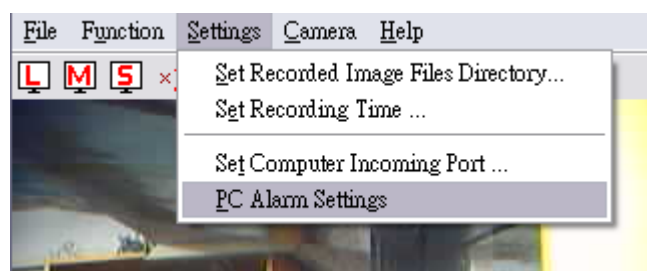 File Function Settings Camera Help
L M S
Set Recorded Image Files Directory...
Set Recording Time ...
Set Computer Incoming Port ...
PC Alarm Settings